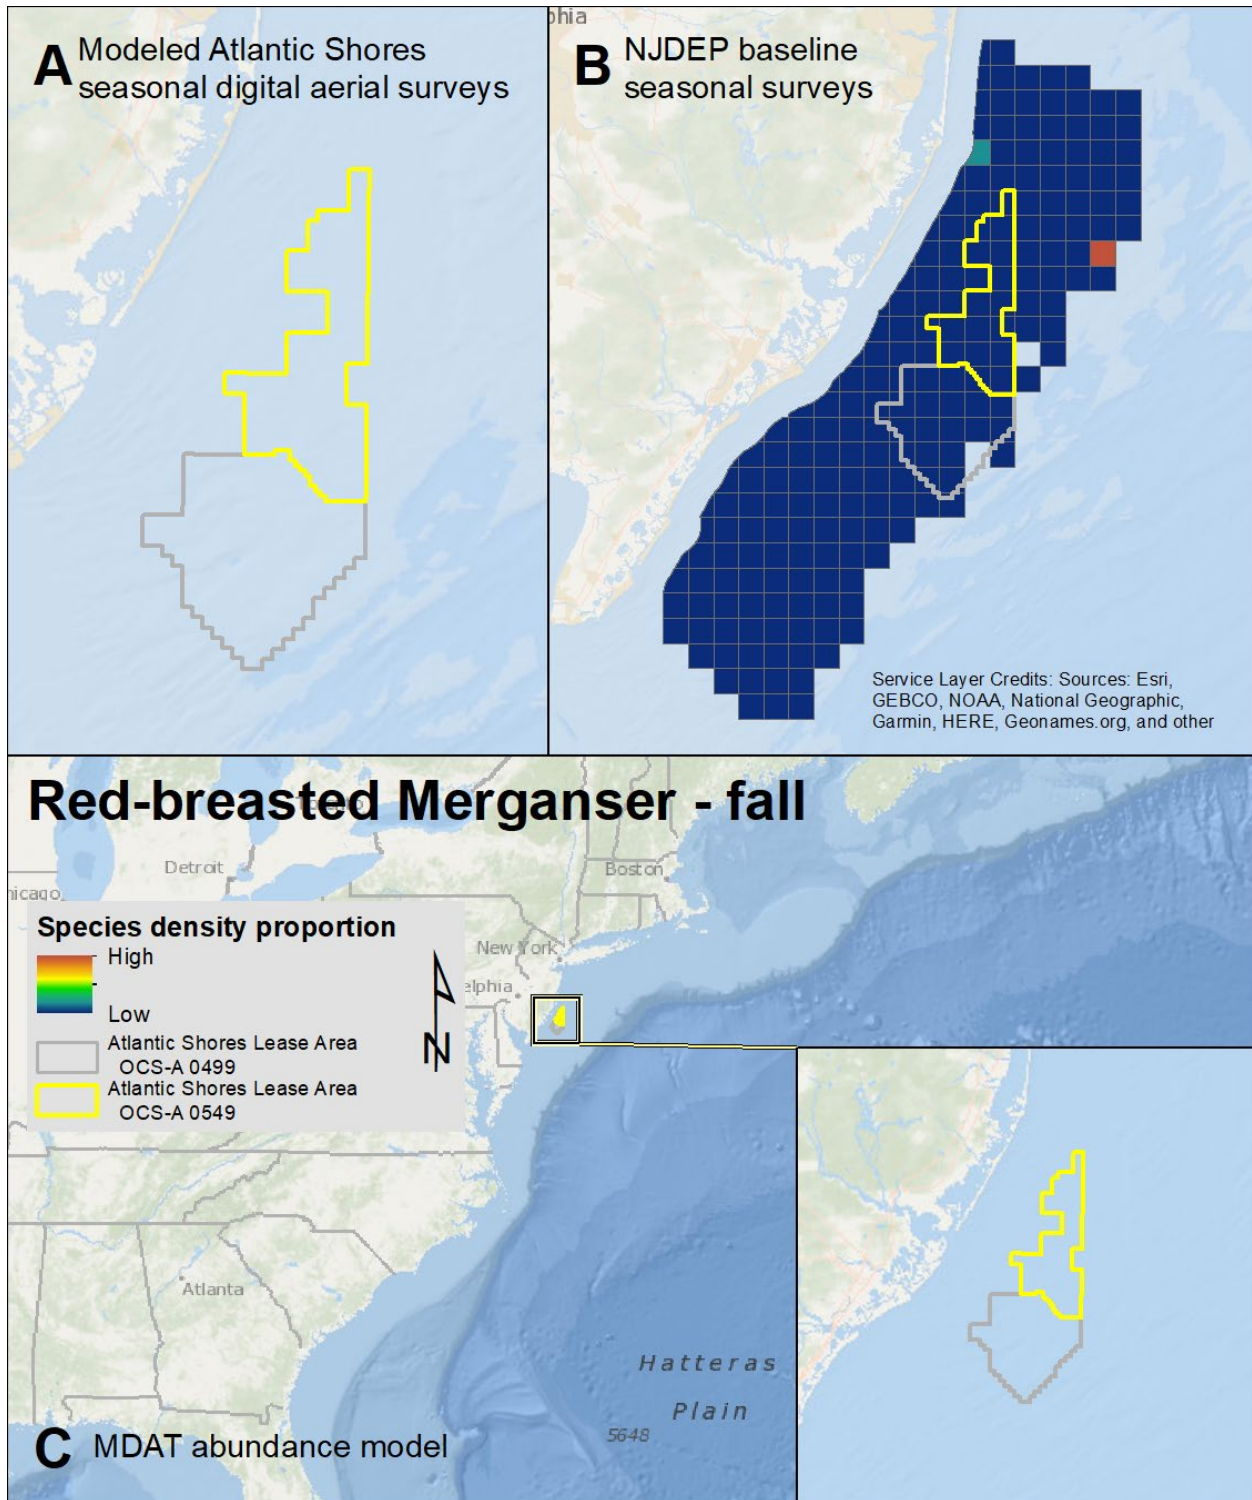 A Modeled Atlantic Shores
seasonal digital aerial surveys
phia
B NJDEP baseline
seasonal surveys
Service Layer Credits: Sources: Esri,
GEBCO, NOAA, National Geographic,
Garmin, HERE, Geonames.org, and other
Red-breasted Merganser - fall
Detroit
Boston
hicago
Species density proportion
High
Low
New York
elphia
N
Atlantic Shores Lease Area
OCS-A 0499
Atlantic Shores Lease Area
OCS-A 0549
Atlanta
Hatteras
Plain
5648
C MDAT abundance model